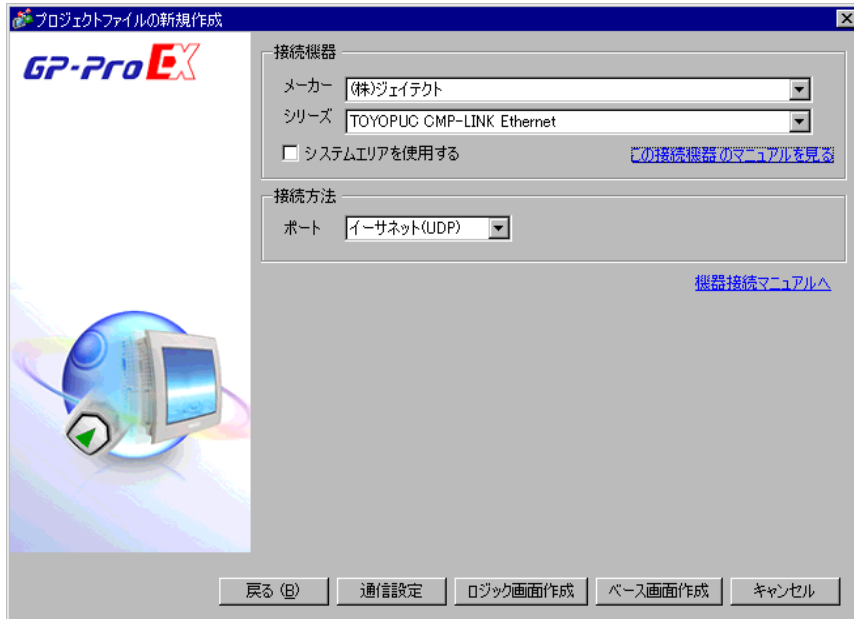 プロジェクトファイルの新規作成
GP-Pro EX
接続機器
メーカー (株)ジェイテクト
シリーズ TOYOPUC CMP-LINK Ethernet
システムエリアを使用する この接続機器のマニュアルを見る
接続方法
ポート イーサネット(UDP)
機器接続マニュアルへ
戻る(B) 通信設定 ロジック画面作成 ベース画面作成 キャンセル